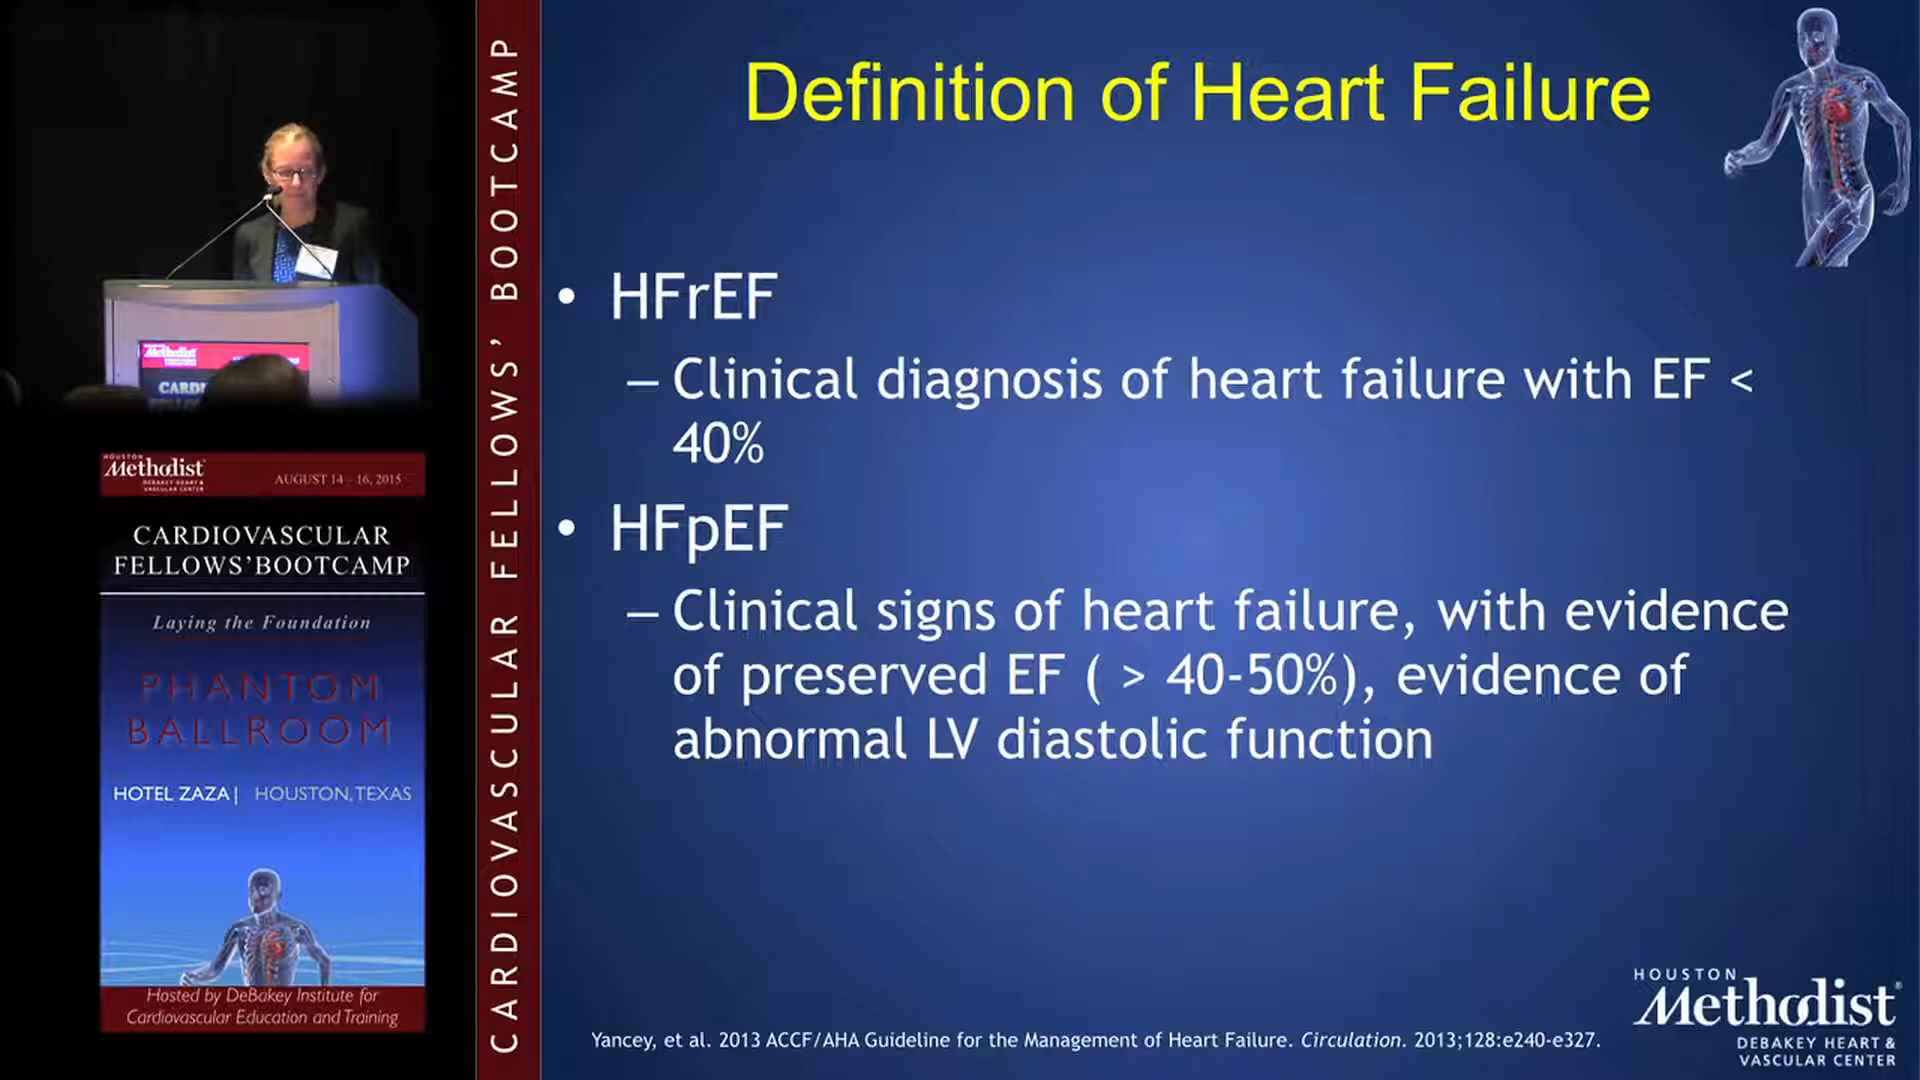 Definition of Heart Failure
• HFrEF
– Clinical diagnosis of heart failure with EF <
40%
• HFpEF
– Clinical signs of heart failure, with evidence
of preserved EF ( > 40-50%), evidence of
abnormal LV diastolic function
Yancey, et al. 2013 ACCF/AHA Guideline for the Management of Heart Failure. Circulation. 2013;128:e240-e327.
HOUSTON
Methodist®
DEBAKEY HEART &
VASCULAR CENTER
CARDIOVASCULAR FELLOWS’ BOOTCAMP
Methodist
HOUSTON
Methodist
DEBAKEY HEART &
VASCULAR CENTER
AUGUST 14 – 16, 2015
CARDIOVASCULAR
FELLOWS’BOOTCAMP
Laying the Foundation
PHANTOM
BALLROOM
HOTEL ZAZA | HOUSTON, TEXAS
Hosted by DeBakey Institute for
Cardiovascular Education and Training